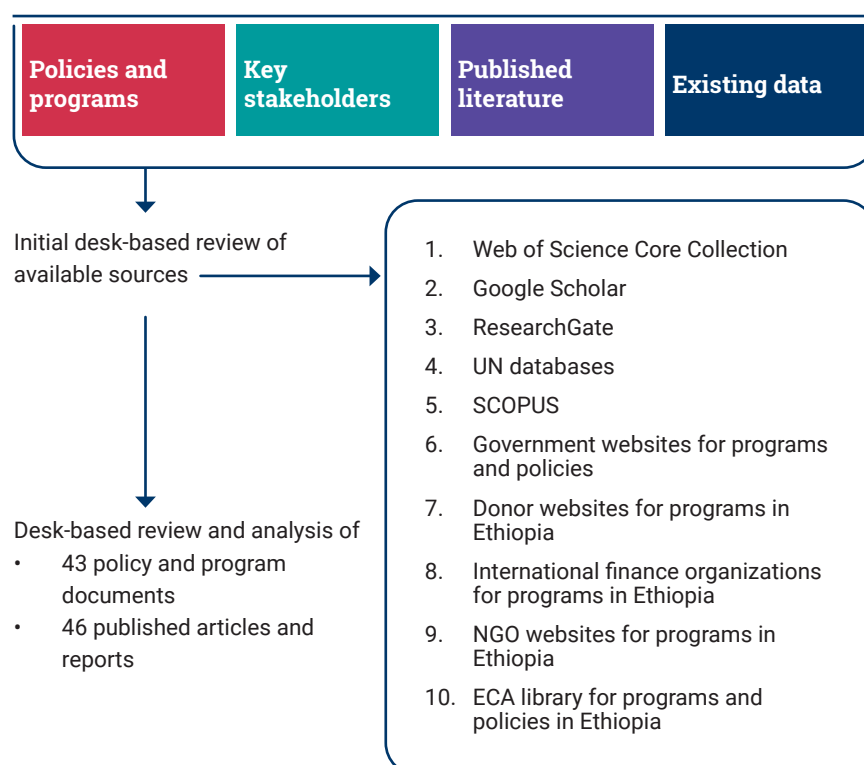 Policies and
programs
Key
stakeholders
Published
literature
Existing data
Initial desk-based review of
available sources
1. Web of Science Core Collection
2. Google Scholar
3. ResearchGate
4. UN databases
5. SCOPUS
6. Government websites for programs
and policies
7. Donor websites for programs in
Ethiopia
8. International finance organizations
for programs in Ethiopia
9. NGO websites for programs in
Ethiopia
10. ECA library for programs and
policies in Ethiopia
Desk-based review and analysis of
• 43 policy and program
documents
• 46 published articles and
reports